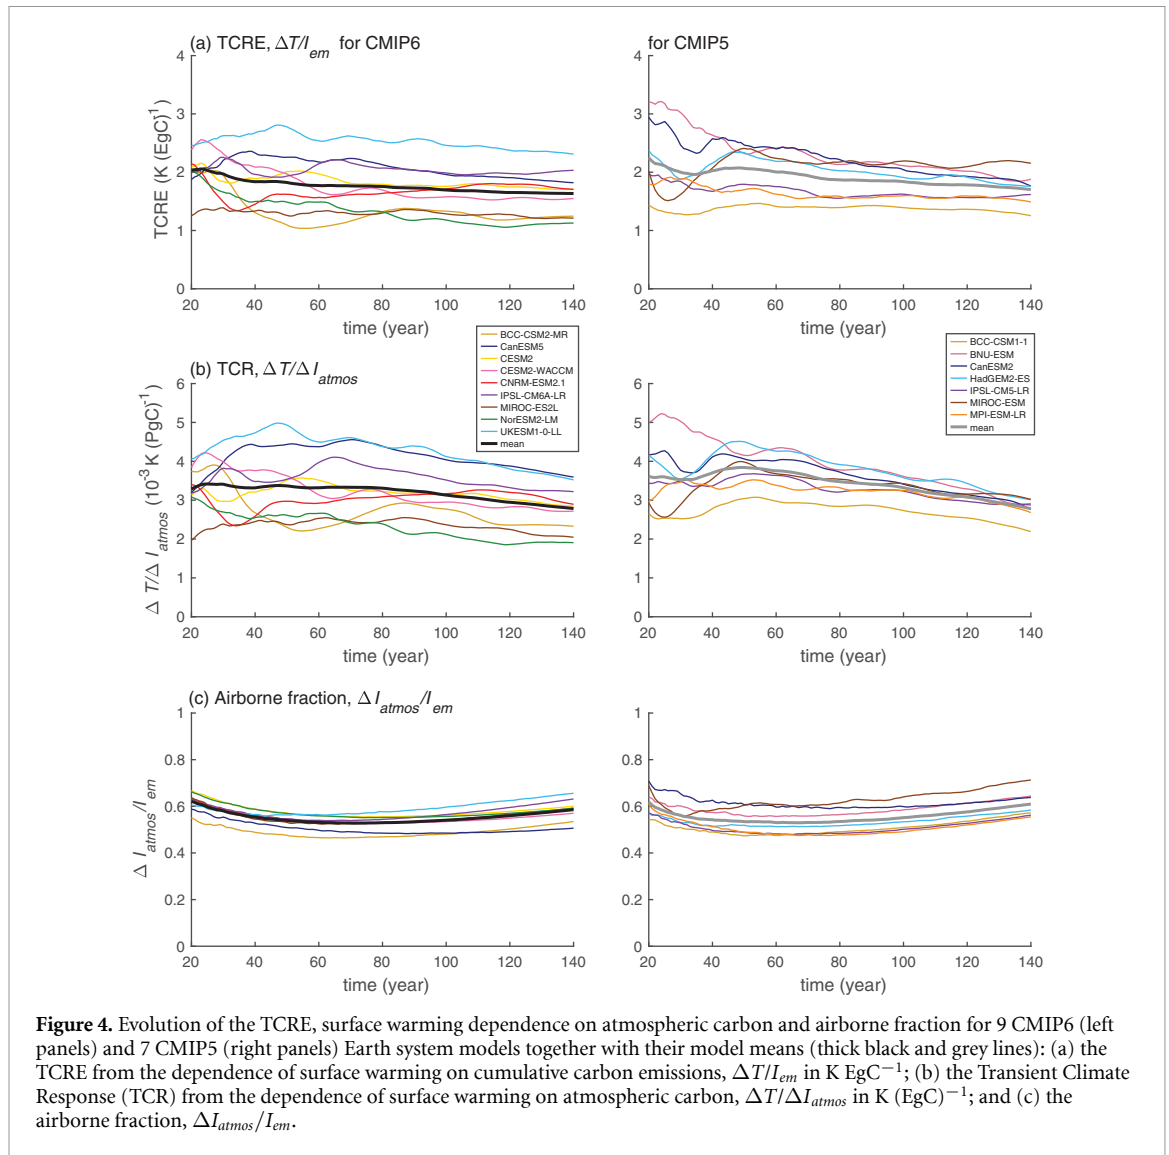 (a) TCRE, ΔT/I_em for CMIP6
for CMIP5
4
3
2
1
0
TCRE (K (EgC)^-1)
20 40 60 80 100 120 140
time (year)
4
3
2
1
0
20 40 60 80 100 120 140
time (year)
BCC-CSM2-MR
CanESM5
CESM2
CESM2-WACCM
CNRM-ESM2.1
IPSL-CM6A-LR
MIROC-ES2L
NorESM2-LM
UKESM1-0-LL
mean
BCC-CSM1-1
BNU-ESM
CanESM2
HadGEM2-ES
IPSL-CM5-LR
MIROC-ESM
MPI-ESM-LR
mean
(b) TCR, ΔT/ΔI_atmos
6
5
4
3
2
1
0
ΔT/ΔI_atmos (10^-3 K (PgC)^-1)
20 40 60 80 100 120 140
time (year)
6
5
4
3
2
1
0
20 40 60 80 100 120 140
time (year)
(c) Airborne fraction, ΔI_atmos/I_em
1
0.8
0.6
0.4
0.2
0
ΔI_atmos/I_em
20 40 60 80 100 120 140
time (year)
1
0.8
0.6
0.4
0.2
0
20 40 60 80 100 120 140
time (year)
Figure 4. Evolution of the TCRE, surface warming dependence on atmospheric carbon and airborne fraction for 9 CMIP6 (left
panels) and 7 CMIP5 (right panels) Earth system models together with their model means (thick black and grey lines): (a) the
TCRE from the dependence of surface warming on cumulative carbon emissions, ΔT/I_em in K EgC^−1; (b) the Transient Climate
Response (TCR) from the dependence of surface warming on atmospheric carbon, ΔT/ΔI_atmos in K (EgC)^−1; and (c) the
airborne fraction, ΔI_atmos/I_em.